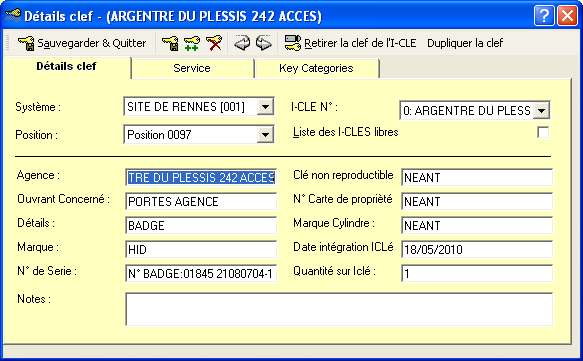 Détails clef - (ARGENTRE DU PLESSIS 242 ACCES)
Sauvegarder & Quitter Retirer la clef de l'I-CLE Dupliquer la clef
Détails clef Service Key Categories
Système : SITE DE RENNES [001] I-CLE N° : 0: ARGENTRE DU PLESS
Position : Position 0097 Liste des I-CLES libres
Agence : TRE DU PLESSIS 242 ACCES Clé non reproductible NEANT
Ouvrant Concerné : PORTES AGENCE N° Carte de propriètè NEANT
Détails : BADGE Marque Cylindre : NEANT
Marque : HID Date intégration ICLé 18/05/2010
N° de Serie : N° BADGE:01845 21080704-1 Quantité sur Iclé : 1
Notes :